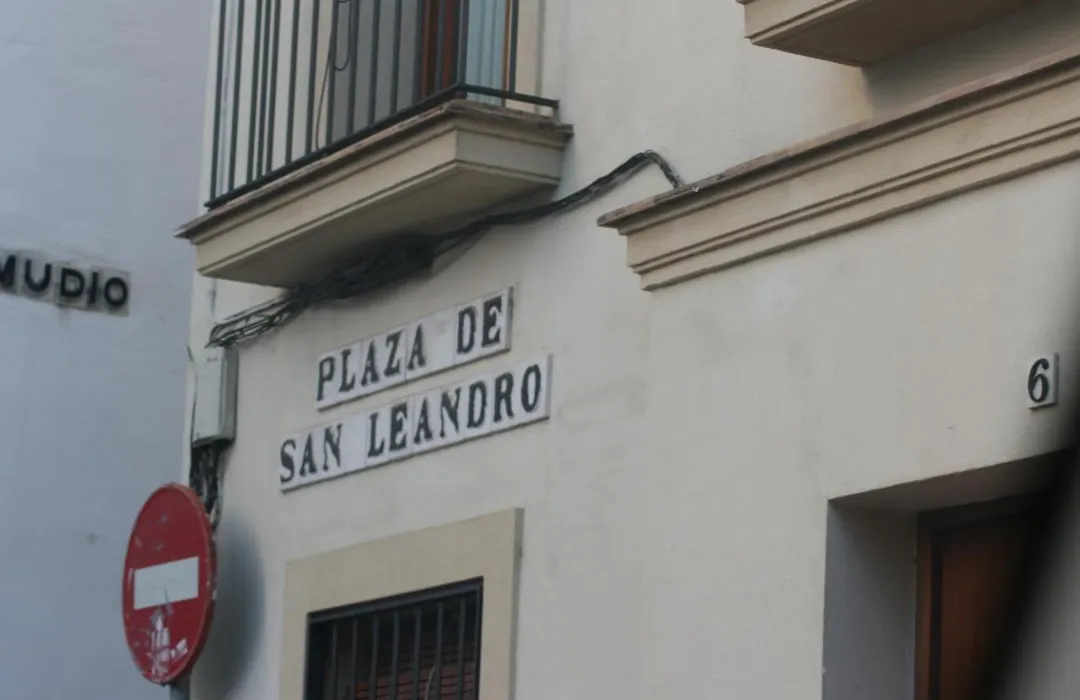 MUDIO
PLAZA DE
SAN LEANDRO
6